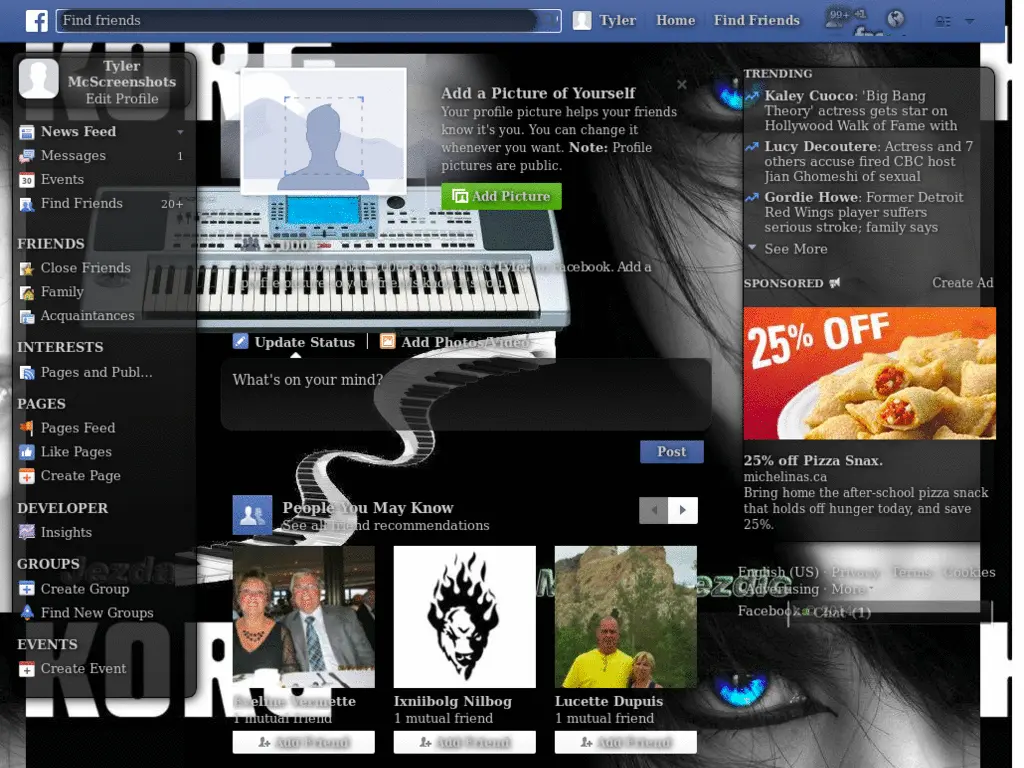 Find friends
Tyler
Home
Find Friends
99+
+1
Tyler
McScreenshots
Edit Profile
News Feed
Messages
1
Events
Find Friends
20+
FRIENDS
Close Friends
Family
Acquaintances
INTERESTS
Pages and Publ...
PAGES
Pages Feed
Like Pages
Create Page
DEVELOPER
Insights
GROUPS
Create Group
Find New Groups
EVENTS
Create Event
Add a Picture of Yourself
Your profile picture helps your friends
know it's you. You can change it
whenever you want. Note: Profile
pictures are public.
Add Picture
Tyler on Facebook. Add a
Update Status
Add Photos/Video
What's on your mind?
Post
People You May Know
See all friend recommendations
Eveline Vermette
1 mutual friend
Add Friend
Ixniibolg Nilbog
1 mutual friend
Add Friend
Lucette Dupuis
1 mutual friend
Add Friend
TRENDING
Kaley Cuoco: 'Big Bang
Theory' actress gets star on
Hollywood Walk of Fame with
Lucy Decoutere: Actress and 7
others accuse fired CBC host
Jian Ghomeshi of sexual
Gordie Howe: Former Detroit
Red Wings player suffers
serious stroke; family says
See More
SPONSORED
Create Ad
25% OFF
25% off Pizza Snax.
michelinas.ca
Bring home the after-school pizza snack
that holds off hunger today, and save
25%.
English (US) · Privacy · Terms · Cookies
· Advertising · More
Facebook
Chat (1)
KORE